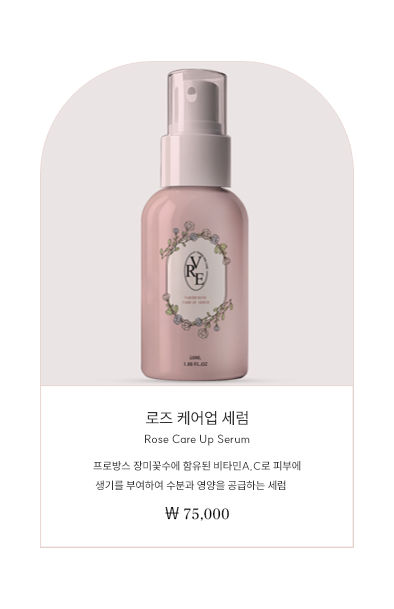 VRE
로즈 케어업 세럼
Rose Care Up Serum
프로방스 장미꽃수에 함유된 비타민A,C로 피부에
생기를 부여하여 수분과 영양을 공급하는 세럼
₩ 75,000